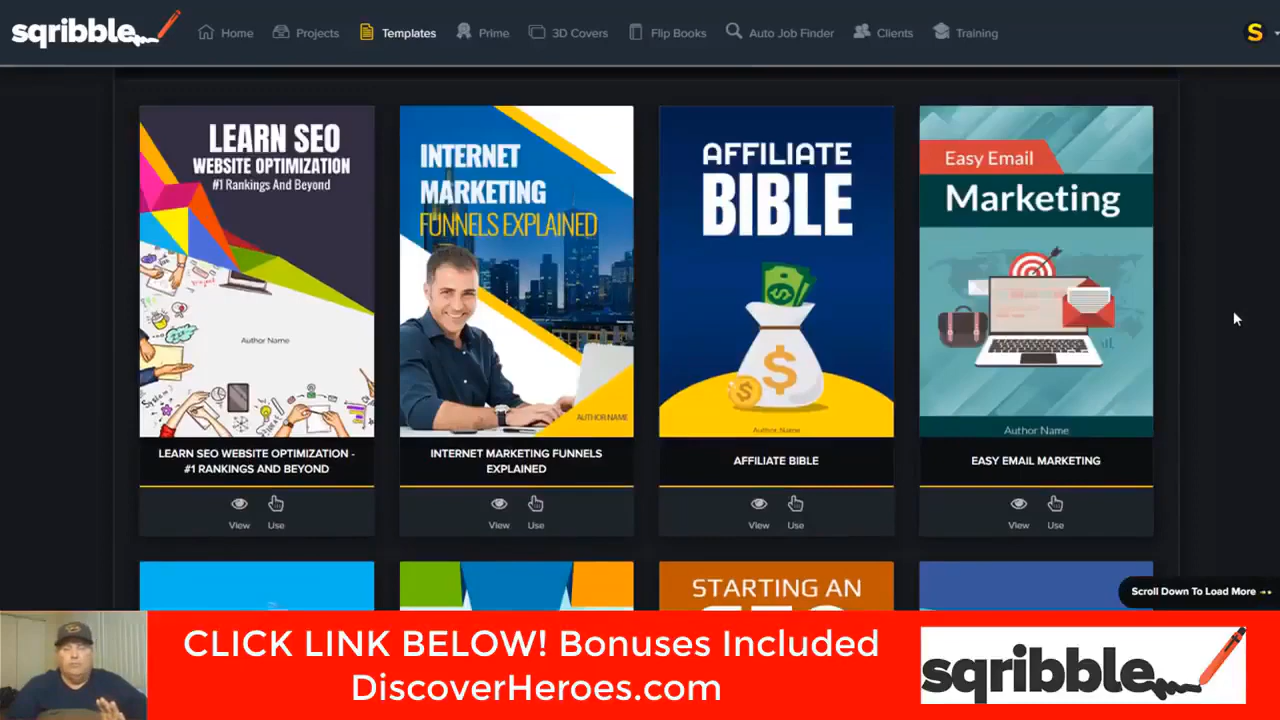 sqribble
Home
Projects
Templates
Prime
3D Covers
Flip Books
Auto Job Finder
Clients
Training
S
LEARN SEO
WEBSITE OPTIMIZATION
#1 Rankings And Beyond
Author Name
INTERNET
MARKETING
FUNNELS EXPLAINED
AUTHOR NAME
AFFILIATE
BIBLE
Author Name
Easy Email
Marketing
Author Name
LEARN SEO WEBSITE OPTIMIZATION -
#1 RANKINGS AND BEYOND
INTERNET MARKETING FUNNELS
EXPLAINED
AFFILIATE BIBLE
EASY EMAIL MARKETING
View
Use
View
Use
View
Use
View
Use
STARTING AN
Scroll Down To Load More
CLICK LINK BELOW! Bonuses Included
DiscoverHeroes.com
sqribble